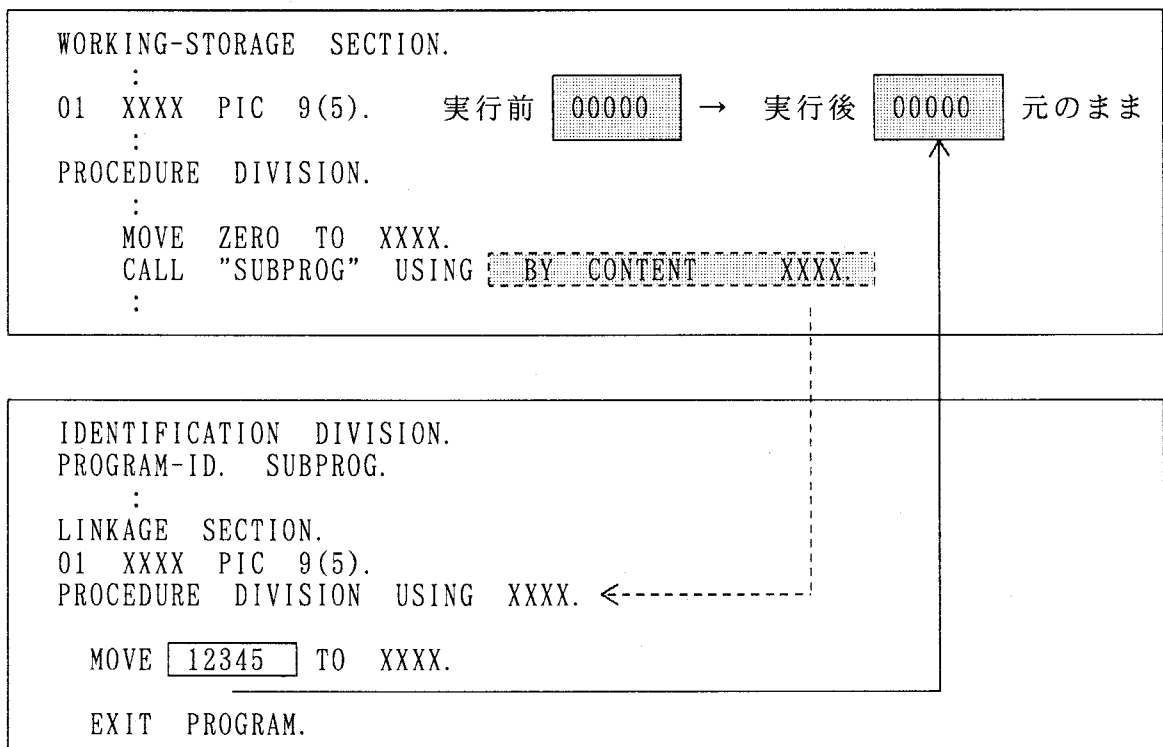 WORKING-STORAGE SECTION.
:
01 XXXX PIC 9(5). 実行前 00000 → 実行後 00000 元のまま
:
PROCEDURE DIVISION.
:
MOVE ZERO TO XXXX.
CALL "SUBPROG" USING BY CONTENT XXXX.
:
IDENTIFICATION DIVISION.
PROGRAM-ID. SUBPROG.
:
LINKAGE SECTION.
01 XXXX PIC 9(5).
PROCEDURE DIVISION USING XXXX.
MOVE 12345 TO XXXX.
EXIT PROGRAM.